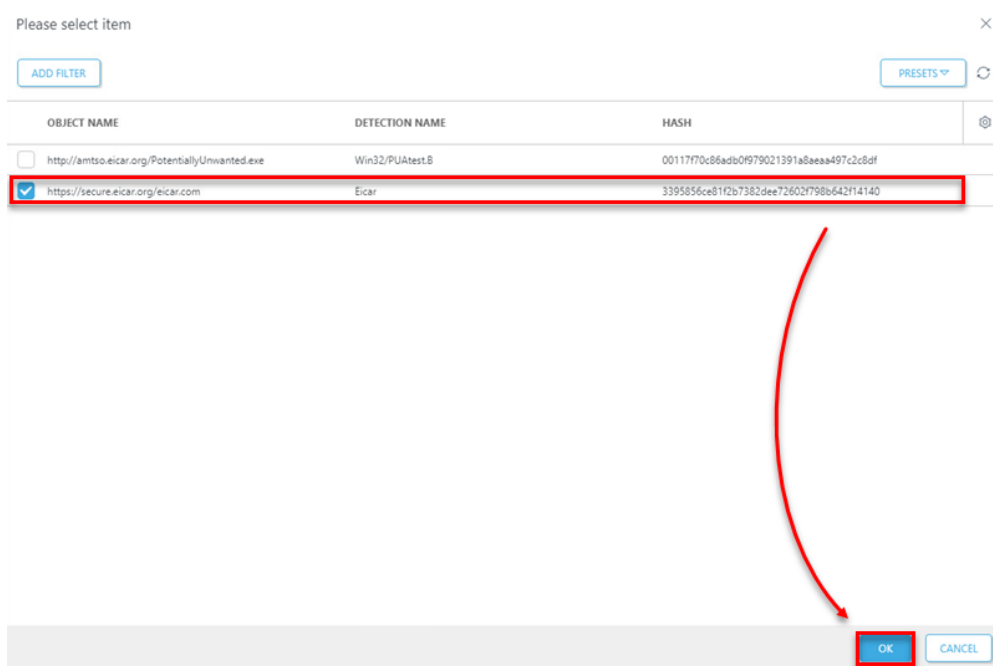 Please select item
ADD FILTER
PRESETS
OBJECT NAME DETECTION NAME HASH
http://amtso.eicar.org/PotentiallyUnwanted.exe Win32/PUAtest.B 00117f70c86adb0f979021391a8aeaa497c2c8df
https://secure.eicar.org/eicar.com Eicar 3395856ce81f2b7382dee72602f798b642f14140
OK CANCEL